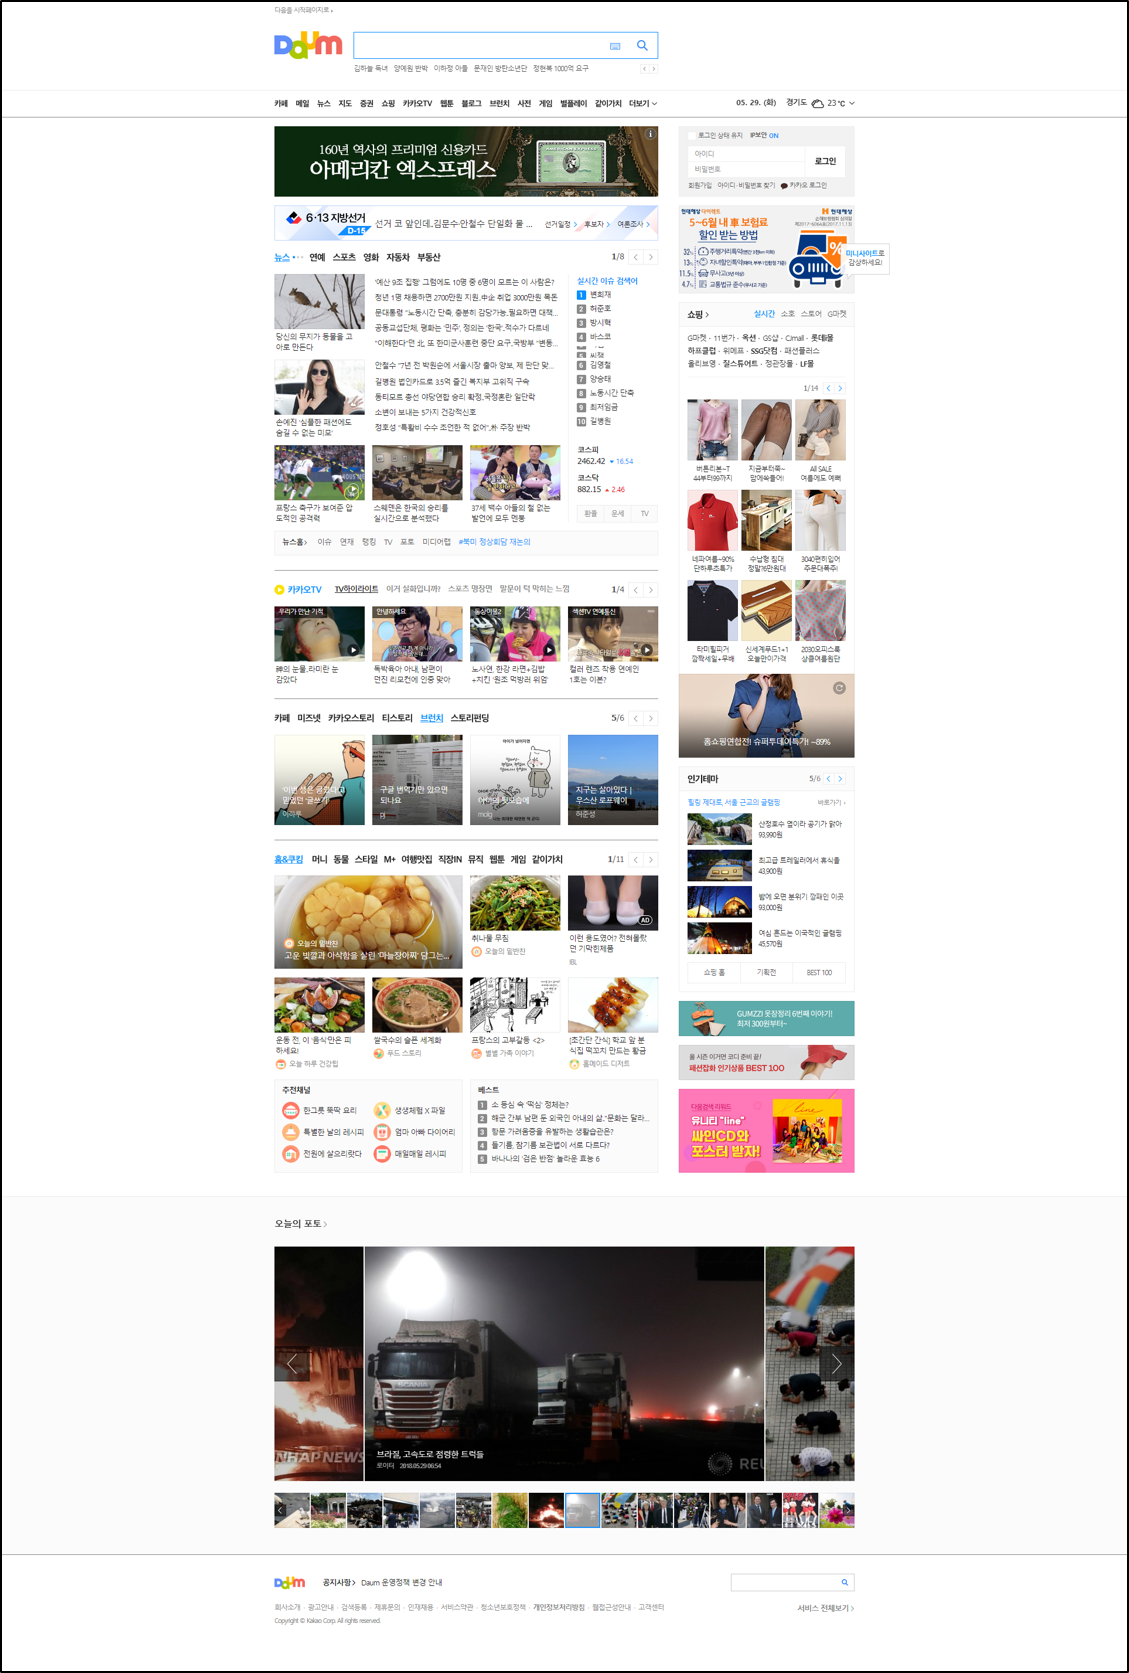 다음을 시작페이지로
Daum
김하늘 득녀 양예원 반박 이하정 아들 문재인 방탄소년단 정현복 1000억 요구
카페 메일 뉴스 지도 증권 쇼핑 카카오TV 웹툰 블로그 브런치 사전 게임 별플레이 같이가치 더보기
05. 29. (화) 경기도 23 ℃
160년 역사의 프리미엄 신용카드
아메리칸 엑스프레스
로그인 상태 유지 IP보안 ON
아이디
비밀번호
로그인
회원가입 아이디·비밀번호 찾기 카카오 로그인
6·13 지방선거
D-15
선거 코 앞인데..김문수·안철수 단일화 물 ...
선거일정 후보자 여론조사
뉴스 연예 스포츠 영화 자동차 부동산
1/8
당신의 무지가 동물을 고
아로 만든다
손예진 '심플한 패션에도
숨길 수 없는 미모'
'예산 9조 집행' 그럼에도 10명 중 6명이 모르는 이 사람은?
청년 1명 채용하면 2700만원 지원..中企 취업 3000만원 목돈
문대통령 "노동시간 단축, 충분히 감당가능..필요하면 대책...
공동교섭단체, 평화는 '민주', 정의는 '한국'..적수가 다르네
"이해한다"던 北, 또 한미군사훈련 중단 요구..국방부 "변동...
안철수 "7년 전 박원순에 서울시장 출마 양보, 제 판단 맞...
길병원 법인카드로 3.5억 즐긴 복지부 고위직 구속
동티모르 총선 야당연합 승리 확정..국정혼란 일단락
소변이 보내는 5가지 건강적신호
정호성 "특활비 수수 조언한 적 없어"..朴 주장 반박
실시간 이슈 검색어
1 변희재
2 허준호
3 방시혁
4 바스코
5 씨잼
6 김영철
7 양승태
8 노동시간 단축
9 최저임금
10 길병원
프랑스 축구가 보여준 압
도적인 공격력
스웨덴은 한국의 승리를
실시간으로 분석했다
37세 백수 아들의 철 없는
발언에 모두 멘붕
코스피
2462.42 16.54
코스닥
882.15 2.46
환율 운세 TV
뉴스홈 이슈 연재 랭킹 TV 포토 미디어랩 #북미 정상회담 재논의
카카오TV TV하이라이트 이거 실화입니까? 스포츠 명장면 말문이 턱 막히는 느낌
1/4
우리가 만난 기적
안녕하세요
동상이몽2
섹션TV 연예통신
神의 눈물..라미란 눈
감았다
독박육아 아내, 남편이
던진 리모컨에 인중 맞아
노사연, 한강 라면+김밥
+치킨 '원조 먹방러 위엄'
컬러 렌즈 착용 연예인
1호는 이본?
카페 미즈넷 카카오스토리 티스토리 브런치 스토리펀딩
5/6
구글 번역기만 있으면
되나요
pj
molg
지구는 살아있다 |
우스산 로프웨이
허준성
홈&쿠킹 머니 동물 스타일 M+ 여행맛집 직장IN 뮤직 웹툰 게임 같이가치
1/11
오늘의 밑반찬
고운 빛깔과 아삭함을 살린 '마늘장아찌' 담그는...
취나물 무침
오늘의 밑반찬
AD
이런 용도였어? 전혀몰랐
던 기막힌제품
IBL
운동 전, 이 음식만은 피
하세요!
오늘 하루 건강팁
쌀국수의 슬픈 세계화
푸드 스토리
프랑스의 고부갈등 <2>
별별 가족 이야기
[초간단 간식] 학교 앞 분
식집 떡꼬치 만드는 황금
홈메이드 디저트
추천채널
한그릇 뚝딱 요리 생생체험 X 파일
특별한 날의 레시피 엄마 아빠 다이어리
전원에 살으리랏다 매일매일 레시피
베스트
1 소 등심 속 '떡심' 정체는?
2 해군 간부 남편 둔 외국인 아내의 삶.."문화는 달라...
3 항문 가려움증을 유발하는 생활습관은?
4 들기름, 참기름 보관법이 서로 다르다?
5 바나나의 '검은 반점' 놀라운 효능 6
현대해상 다이렉트
현대해상
5~6월 내 車 보험료
할인 받는 방법
미니사이트로
감상하세요!
쇼핑
실시간 소호 스토어 G마켓
G마켓 · 11번가 · 옥션 · GS샵 · CJmall · 롯데i몰
하프클럽 · 위메프 · SSG닷컴 · 패션플러스
올리브영 · 질스튜어트 · 정관장몰 · LF몰
1/14
버튼리본~T
44부터99까지
지금부터쭉~
맘에쏙들어!
All SALE
여름에도 예뻐
네파여름~90%
단하루초특가
수납형 침대
정말?6만원대
3040편히입어
주문대폭주!
타미힐피거
깜짝세일+무배
신세계푸드1+1
오늘만이가격
2030오피스룩
샹플여름원단
홈쇼핑연합전! 슈퍼투데이특가! ~89%
인기테마
5/6
힐링 제대로, 서울 근교의 글램핑
바로가기
산정호수 옆이라 공기가 맑아
93,990원
최고급 트레일러에서 휴식을
43,900원
밤에 오면 분위기 깡패인 이곳
93,000원
여심 흔드는 이국적인 글램핑
45,570원
쇼핑 홈 기획전 BEST 100
GUMZZI 옷장정리 6번째 이야기!
최저 300원부터~
올 시즌 이거면 코디 준비 끝!
패션잡화 인기상품 BEST 100
다음검색 리워드
유니티 "line"
싸인CD와
포스터 받자!
line
오늘의 포토
NHAP NEWS
SCANIA
브라질, 고속도로 점령한 트럭들
로이터 2018.05.29 06:54
REU
Daum 공지사항 Daum 운영정책 변경 안내
회사소개 · 광고안내 · 검색등록 · 제휴문의 · 인재채용 · 서비스약관 · 청소년보호정책 · 개인정보처리방침 · 웹접근성안내 · 고객센터
서비스 전체보기
Copyright © Kakao Corp. All rights reserved.